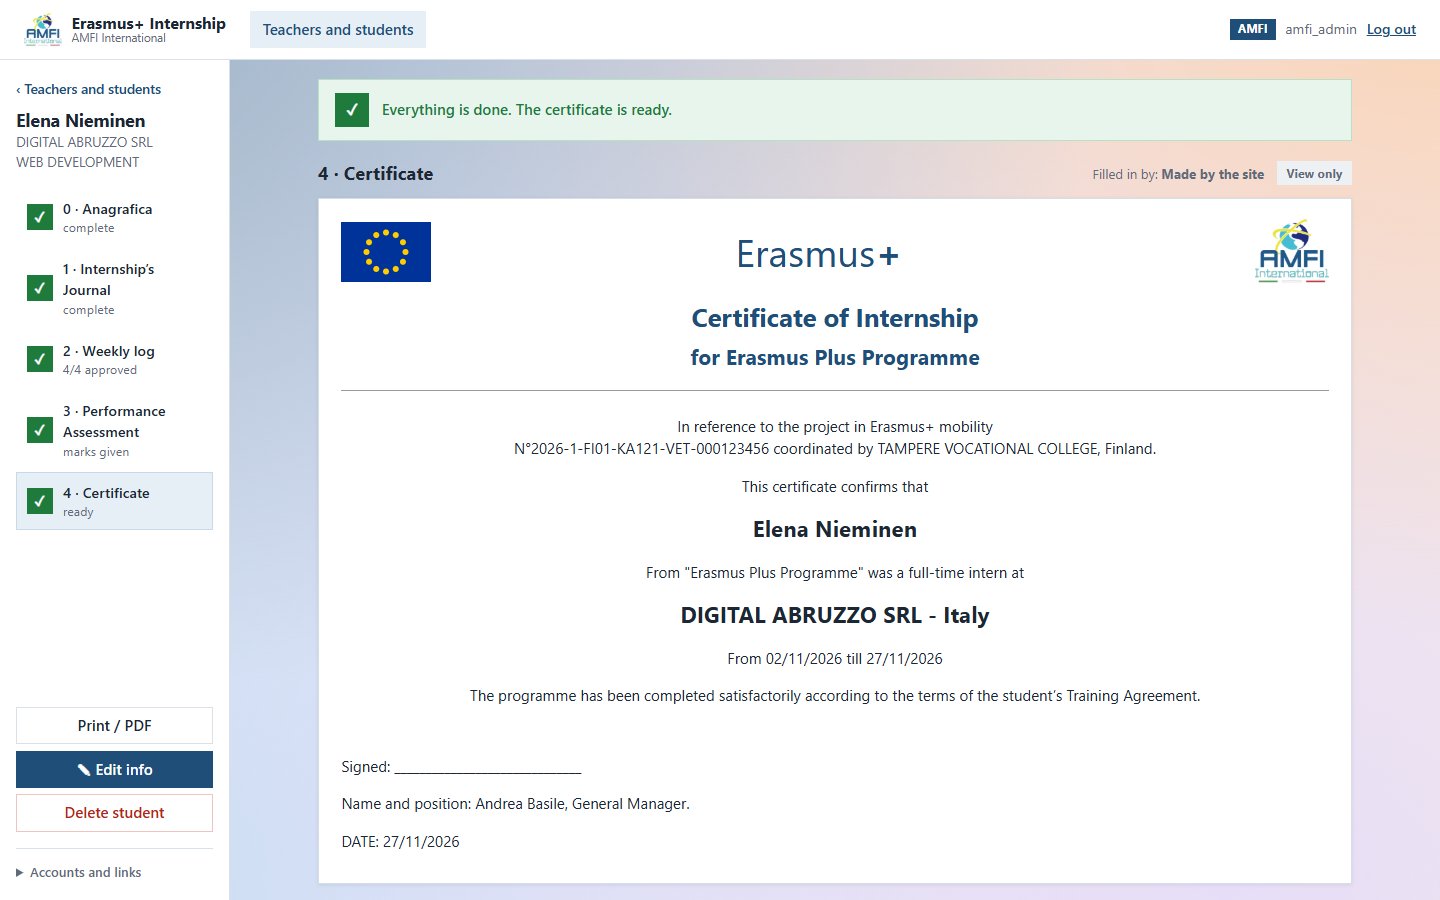 AMFI
International
Erasmus+ Internship
AMFI International
Teachers and students
AMFI
amfi_admin
Log out
‹ Teachers and students
Elena Nieminen
DIGITAL ABRUZZO SRL
WEB DEVELOPMENT
✓
0 · Anagrafica
complete
✓
1 · Internship’s
Journal
complete
✓
2 · Weekly log
4/4 approved
✓
3 · Performance
Assessment
marks given
✓
4 · Certificate
ready
Print / PDF
✎ Edit info
Delete student
▶ Accounts and links
✓
Everything is done. The certificate is ready.
4 · Certificate
Filled in by: Made by the site
View only
Erasmus+
AMFI
International
Certificate of Internship
for Erasmus Plus Programme
In reference to the project in Erasmus+ mobility
N°2026-1-FI01-KA121-VET-000123456 coordinated by TAMPERE VOCATIONAL COLLEGE, Finland.
This certificate confirms that
Elena Nieminen
From "Erasmus Plus Programme" was a full-time intern at
DIGITAL ABRUZZO SRL - Italy
From 02/11/2026 till 27/11/2026
The programme has been completed satisfactorily according to the terms of the student’s Training Agreement.
Signed: ___________________________
Name and position: Andrea Basile, General Manager.
DATE: 27/11/2026